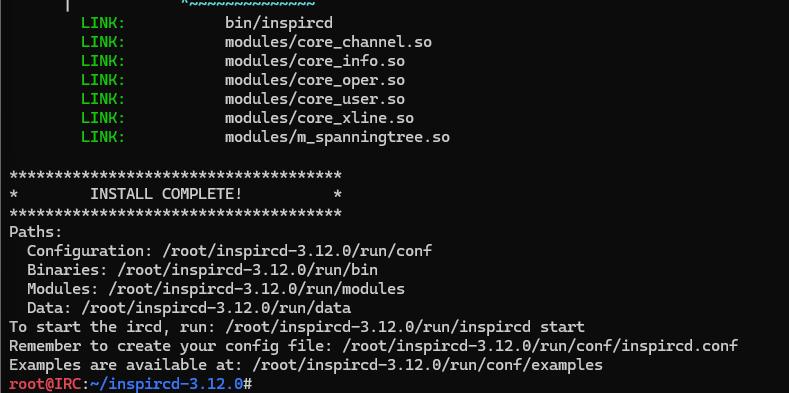 ^~~~~~~~~~~~~~~
LINK: bin/inspircd
LINK: modules/core_channel.so
LINK: modules/core_info.so
LINK: modules/core_oper.so
LINK: modules/core_user.so
LINK: modules/core_xline.so
LINK: modules/m_spanningtree.so
*************************************
* INSTALL COMPLETE! *
*************************************
Paths:
Configuration: /root/inspircd-3.12.0/run/conf
Binaries: /root/inspircd-3.12.0/run/bin
Modules: /root/inspircd-3.12.0/run/modules
Data: /root/inspircd-3.12.0/run/data
To start the ircd, run: /root/inspircd-3.12.0/run/inspircd start
Remember to create your config file: /root/inspircd-3.12.0/run/conf/inspircd.conf
Examples are available at: /root/inspircd-3.12.0/run/conf/examples
root@IRC:~/inspircd-3.12.0#